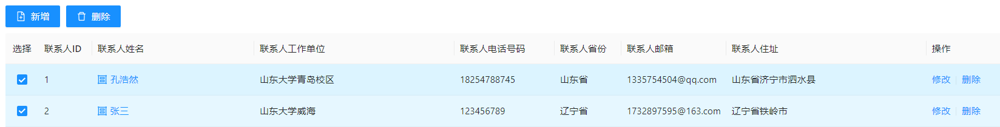 新增 删除
选择 联系人ID 联系人姓名 联系人工作单位 联系人电话号码 联系人省份 联系人邮箱 联系人住址 操作
1 孔浩然 山东大学青岛校区 18254788745 山东省 1335754504@qq.com 山东省济宁市泗水县 修改 删除
2 张三 山东大学威海 123456789 辽宁省 1732897595@163.com 辽宁省铁岭市 修改 删除